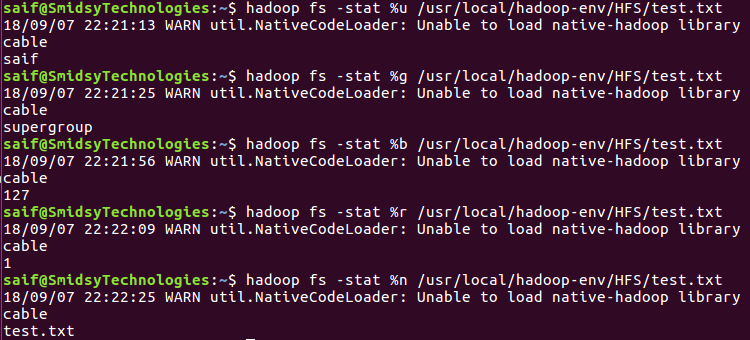 saif@SmidsyTechnologies:~$ hadoop fs -stat %u /usr/local/hadoop-env/HFS/test.txt
18/09/07 22:21:13 WARN util.NativeCodeLoader: Unable to load native-hadoop library
cable
saif
saif@SmidsyTechnologies:~$ hadoop fs -stat %g /usr/local/hadoop-env/HFS/test.txt
18/09/07 22:21:25 WARN util.NativeCodeLoader: Unable to load native-hadoop library
cable
supergroup
saif@SmidsyTechnologies:~$ hadoop fs -stat %b /usr/local/hadoop-env/HFS/test.txt
18/09/07 22:21:56 WARN util.NativeCodeLoader: Unable to load native-hadoop library
cable
127
saif@SmidsyTechnologies:~$ hadoop fs -stat %r /usr/local/hadoop-env/HFS/test.txt
18/09/07 22:22:09 WARN util.NativeCodeLoader: Unable to load native-hadoop library
cable
1
saif@SmidsyTechnologies:~$ hadoop fs -stat %n /usr/local/hadoop-env/HFS/test.txt
18/09/07 22:22:25 WARN util.NativeCodeLoader: Unable to load native-hadoop library
cable
test.txt